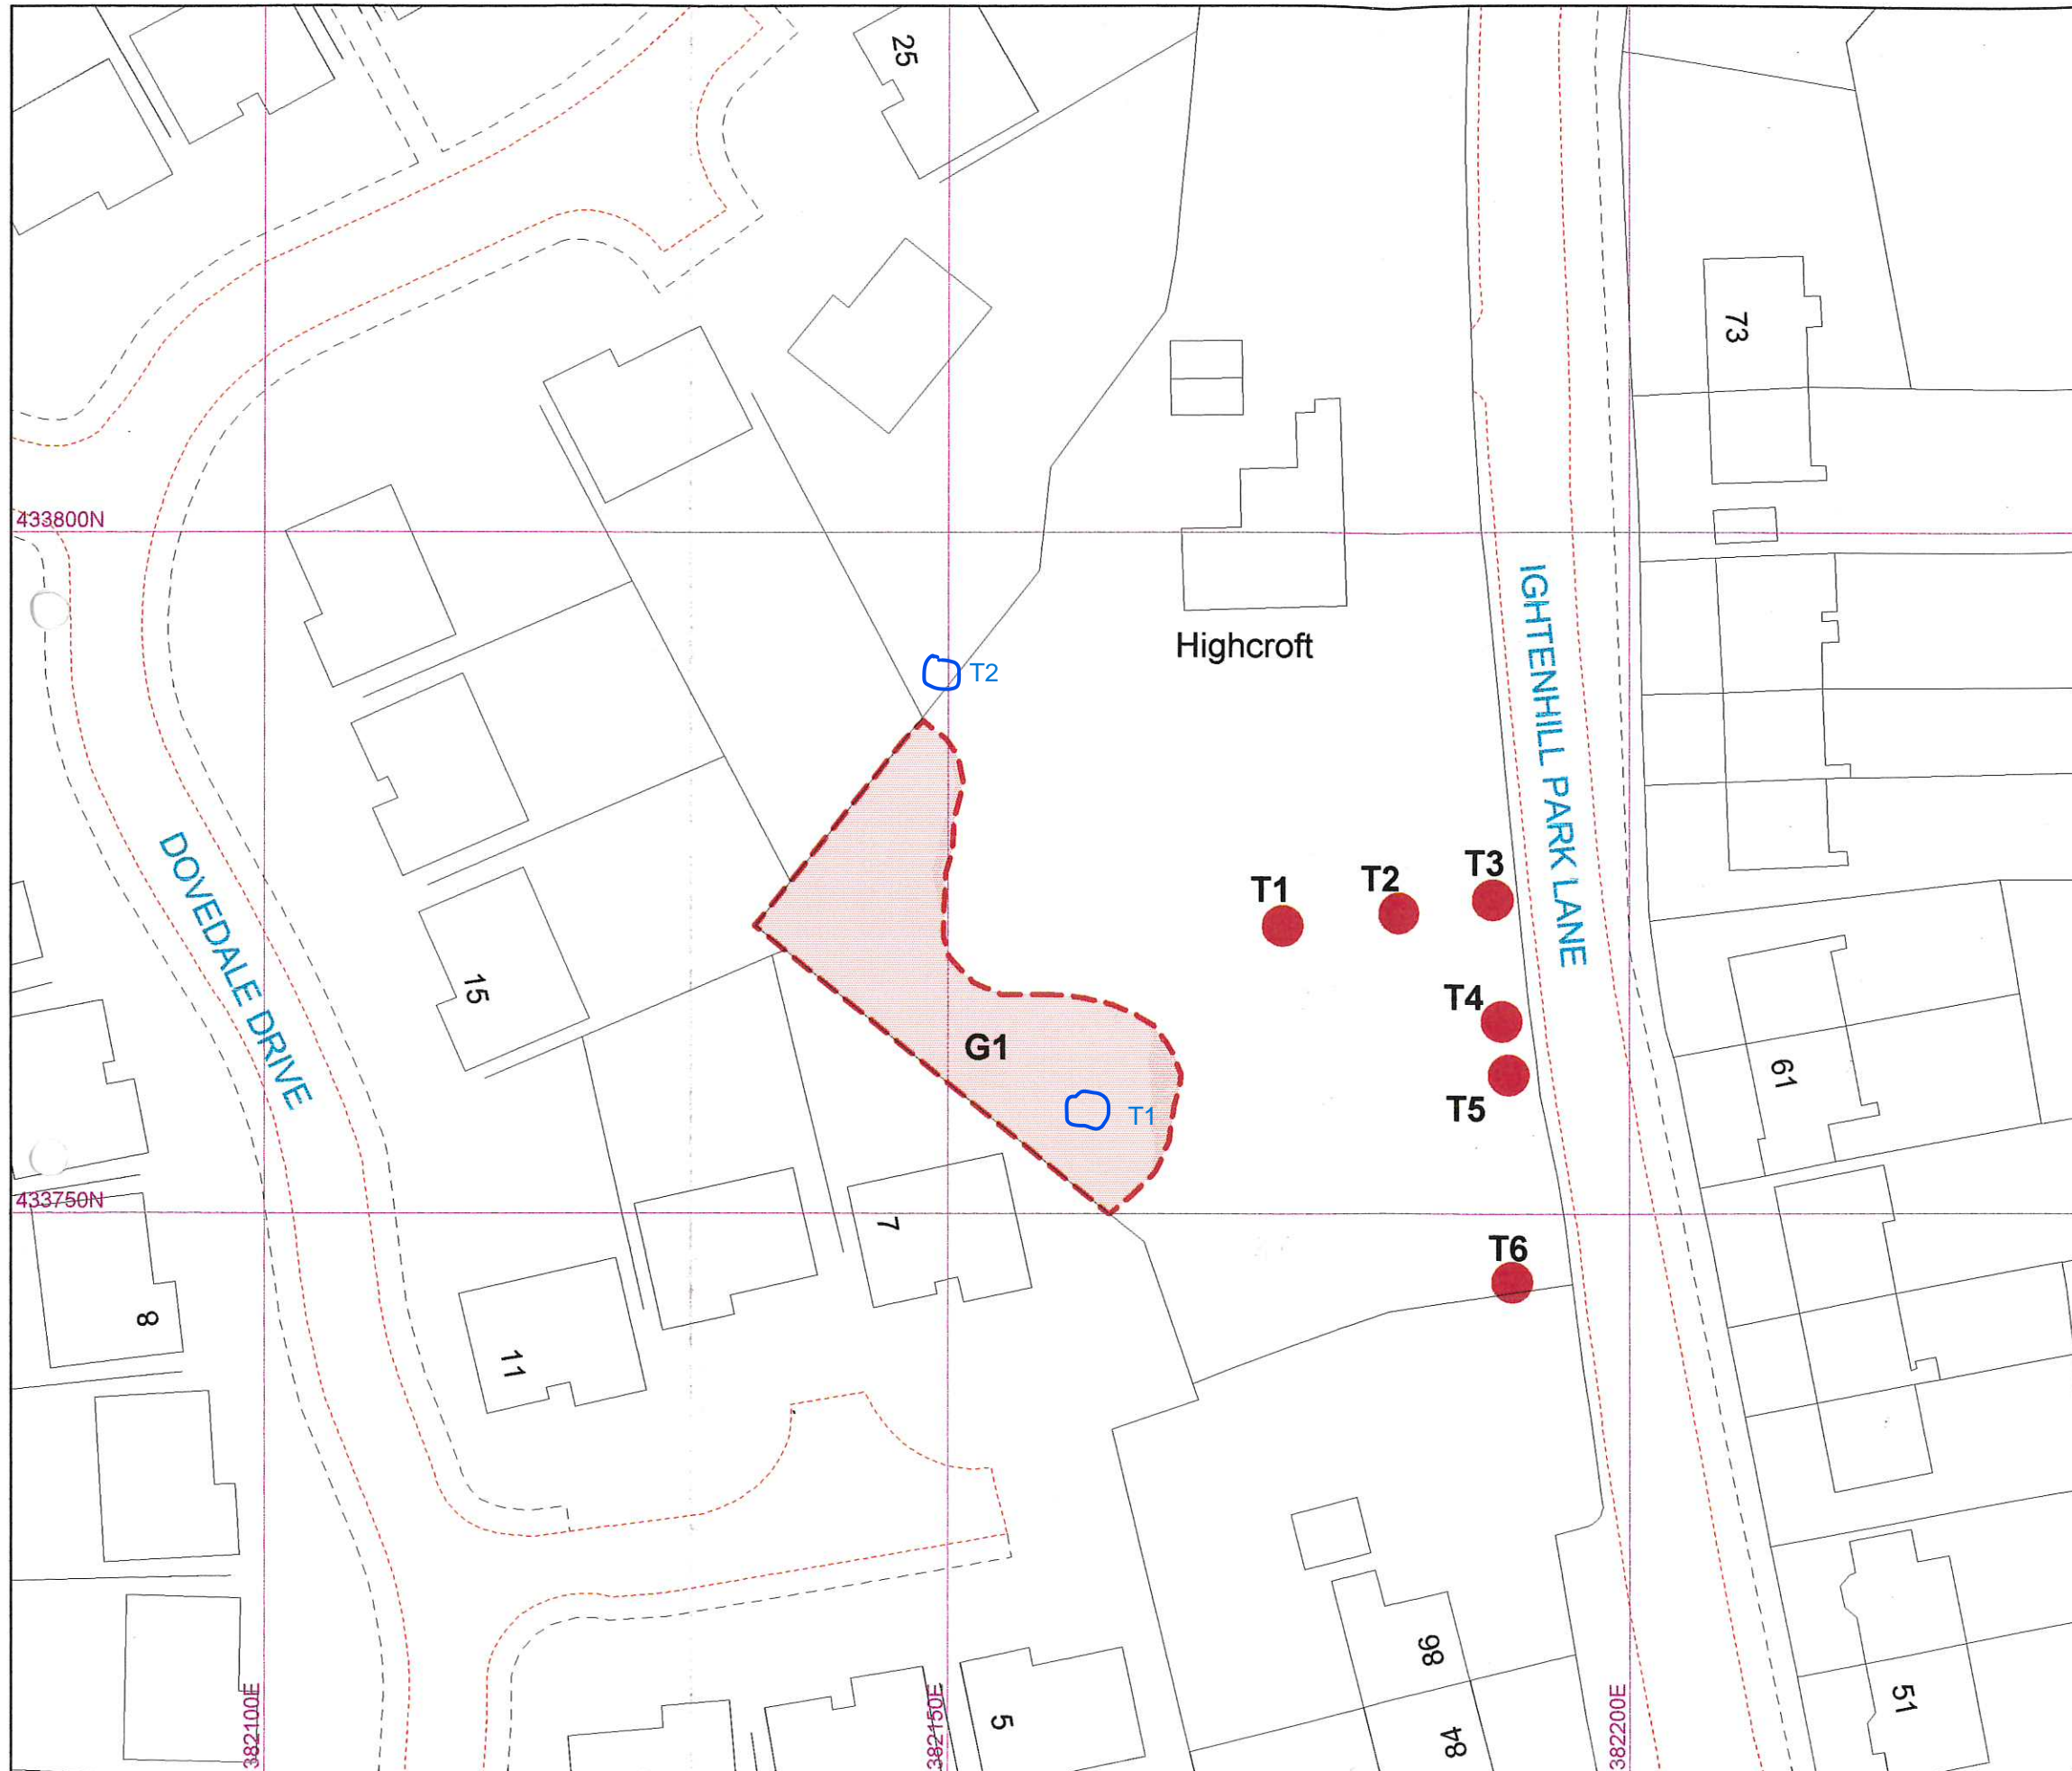 25
73
433800N
IGHTENHILL PARK LANE
Highcroft
T2
T1
T2
T3
DOVEDALE DRIVE
15
T4
G1
61
T5
T1
433750N
7
T6
8
11
98
51
5
84
382100E
382150E
382200E